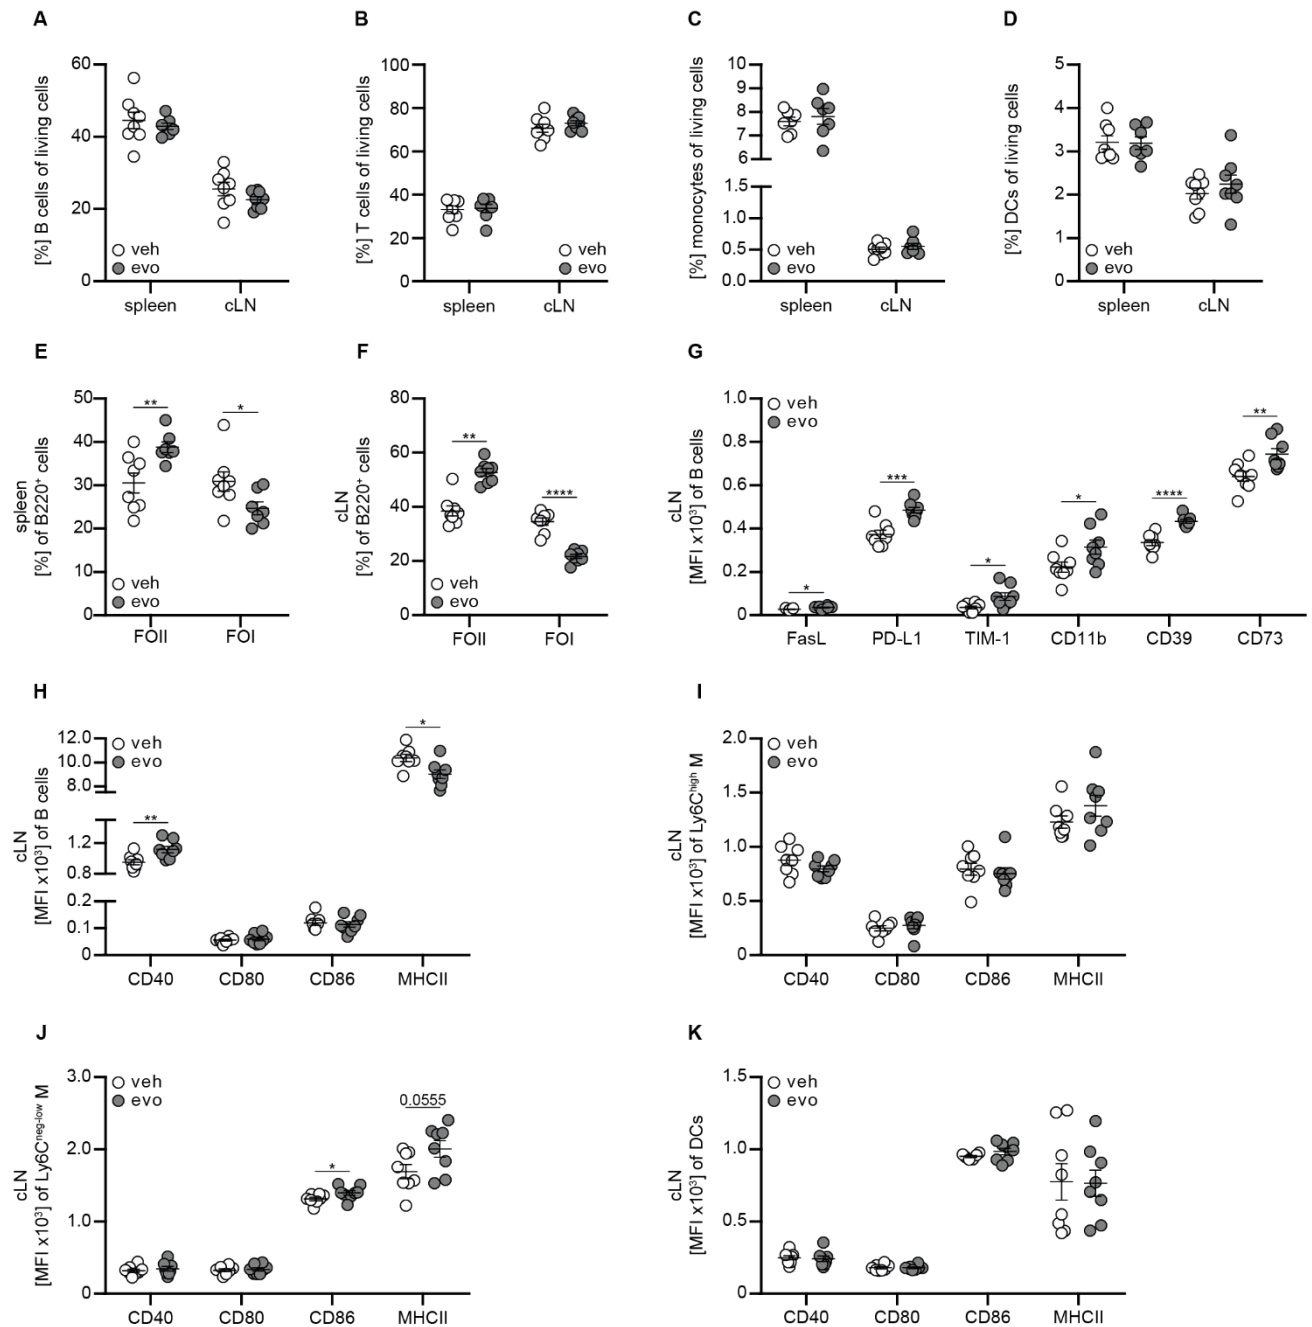 A
[%] B cells of living cells
60
40
20
0
veh
evo
spleen cLN
B
[%] T cells of living cells
100
80
60
40
20
0
veh
evo
spleen cLN
C
[%] monocytes of living cells
10
9
8
7
6
1.5
1.0
0.5
0.0
veh
evo
spleen cLN
D
[%] DCs of living cells
5
4
3
2
1
0
veh
evo
spleen cLN
E
spleen
[%] of B220⁺ cells
50
40
30
20
10
0
** *
veh
evo
FOII FOI
F
cLN
[%] of B220⁺ cells
80
60
40
20
0
** ****
veh
evo
FOII FOI
G
cLN
[MFI x10³] of B cells
1.0
0.8
0.6
0.4
0.2
0
veh
evo
* *** * * **** **
FasL PD-L1 TIM-1 CD11b CD39 CD73
H
cLN
[MFI x10³] of B cells
12.0
10.0
8.0
1.2
0.8
0.2
0.1
0
veh
evo
** *
CD40 CD80 CD86 MHCII
I
cLN
[MFI x10³] of Ly6Cʰⁱᵍʰ M
2.0
1.5
1.0
0.5
0
veh
evo
CD40 CD80 CD86 MHCII
J
cLN
[MFI x10³] of Ly6Cⁿᵉᵍ⁻ˡᵒʷ M
3.0
2.0
1.0
0
veh
evo
* 0.0555
CD40 CD80 CD86 MHCII
K
cLN
[MFI x10³] of DCs
1.5
1.0
0.5
0
veh
evo
CD40 CD80 CD86 MHCII